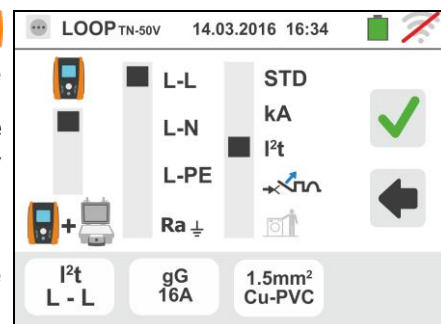 LOOP TN-50V 14.03.2016 16:34
L-L STD
L-N kA
I²t
L-PE
Ra
+
I²t gG 1.5mm²
L - L 16A Cu-PVC